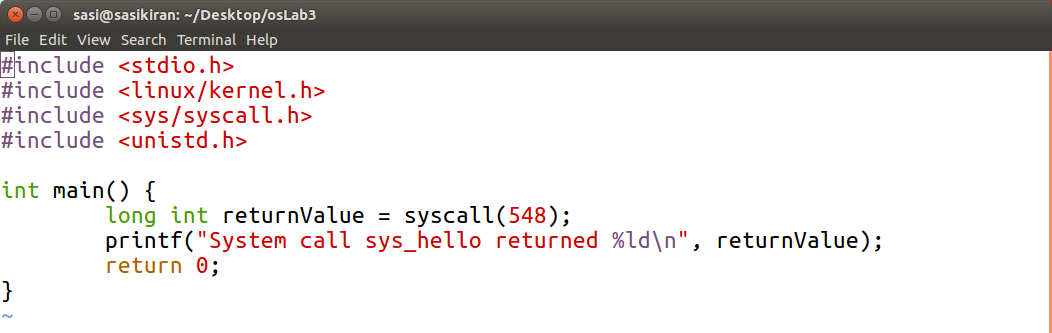 sasi@sasikiran: ~/Desktop/osLab3
File Edit View Search Terminal Help
#include <stdio.h>
#include <linux/kernel.h>
#include <sys/syscall.h>
#include <unistd.h>
int main() {
        long int returnValue = syscall(548);
        printf("System call sys_hello returned %ld\n", returnValue);
        return 0;
}
~